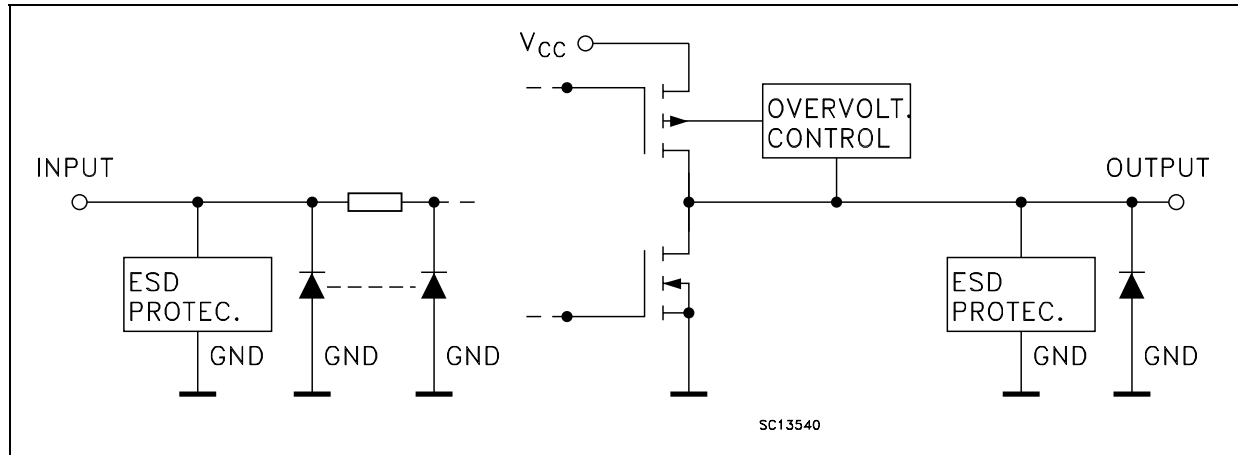 VCC
OVERVOLT.
CONTROL
INPUT
OUTPUT
ESD
PROTEC.
ESD
PROTEC.
GND
GND
GND
GND
GND
SC13540